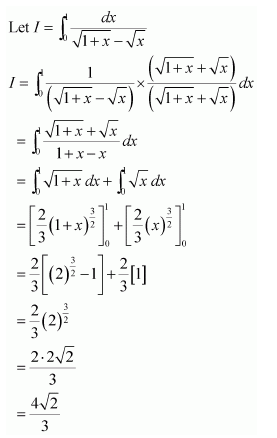 Let I = ∫₀¹ dx / (√(1+x) − √x)
I = ∫₀¹ 1/(√(1+x) − √x) × (√(1+x) + √x)/(√(1+x) + √x) dx
= ∫₀¹ (√(1+x) + √x)/(1+x−x) dx
= ∫₀¹ √(1+x) dx + ∫₀¹ √x dx
= [2/3 (1+x)^(3/2)]₀¹ + [2/3 (x)^(3/2)]₀¹
= 2/3 [(2)^(3/2) − 1] + 2/3 [1]
= 2/3 (2)^(3/2)
= 2·2√2 / 3
= 4√2 / 3